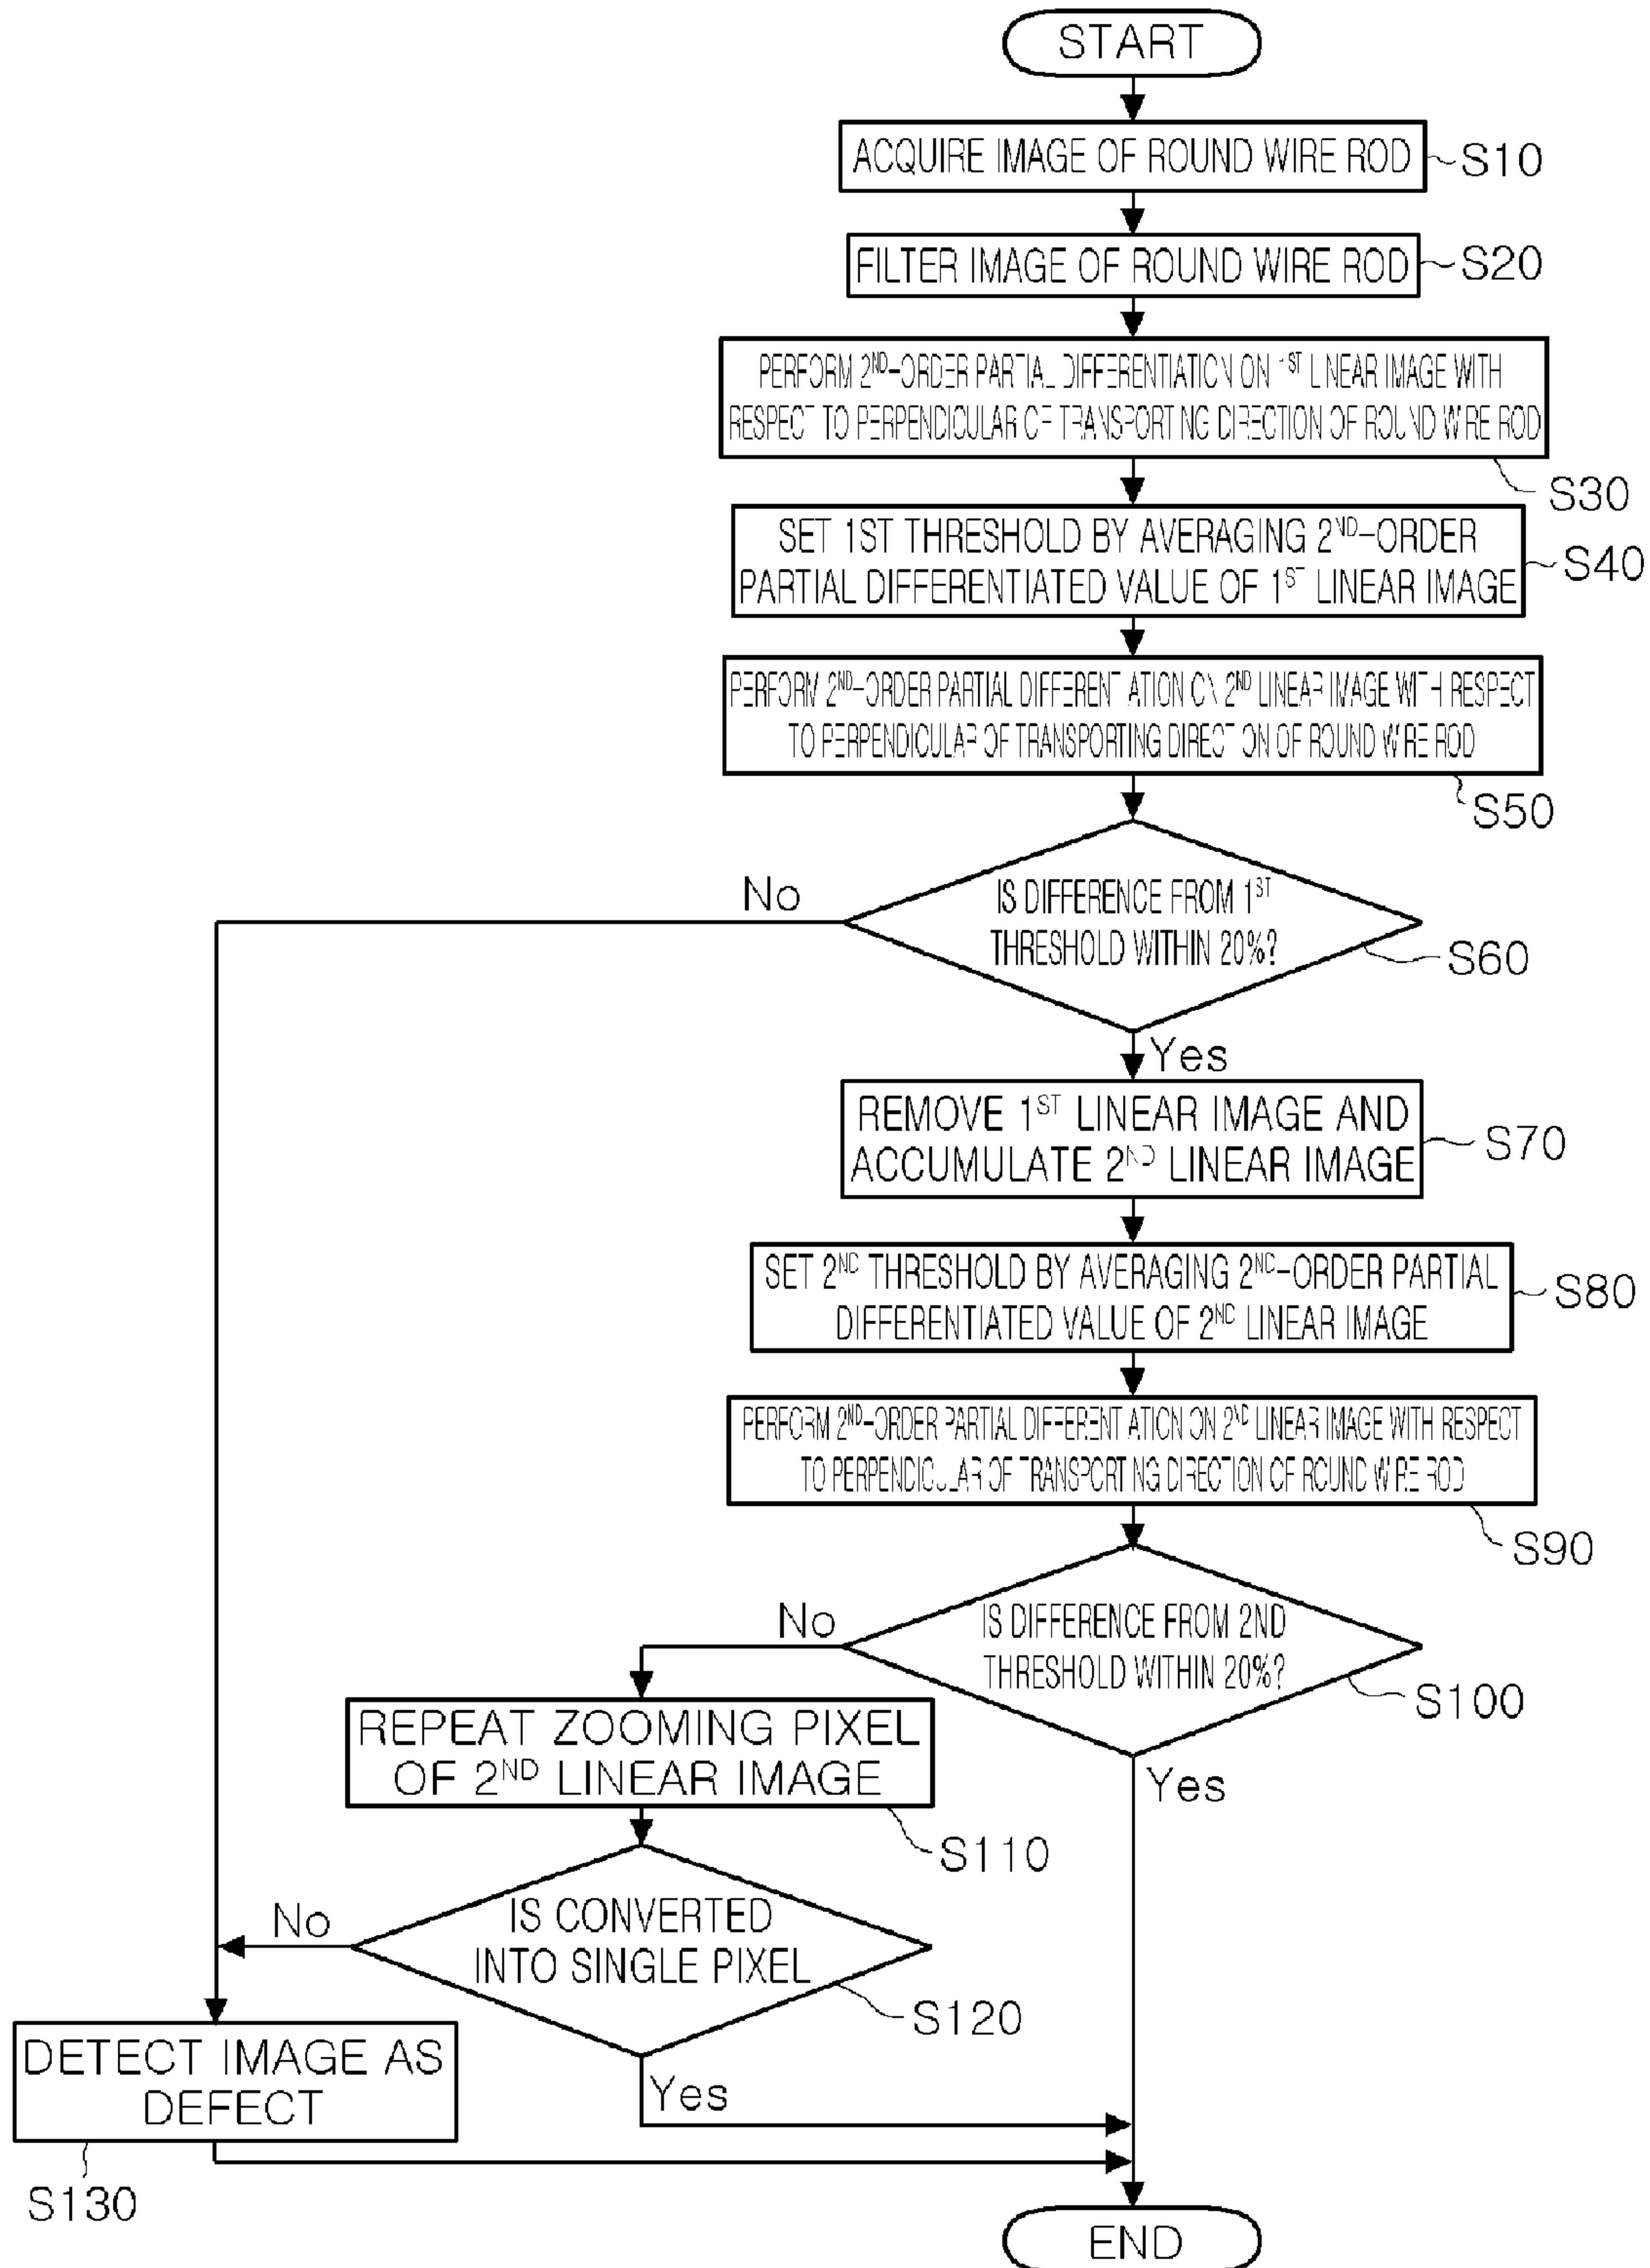 START
ACQUIRE IMAGE OF ROUND WIRE ROD
S10
FILTER IMAGE OF ROUND WIRE ROD
S20
PERFORM 2ND-ORDER PARTIAL DIFFERENTIATION ON 1ST LINEAR IMAGE WITH
RESPECT TO PERPENDICULAR OF TRANSPORTING DIRECTION OF ROUND WIRE ROD
S30
SET 1ST THRESHOLD BY AVERAGING 2ND-ORDER
PARTIAL DIFFERENTIATED VALUE OF 1ST LINEAR IMAGE
S40
PERFORM 2ND-ORDER PARTIAL DIFFERENTIATION ON 2ND LINEAR IMAGE WITH RESPECT
TO PERPENDICULAR OF TRANSPORTING DIRECTION OF ROUND WIRE ROD
S50
No
IS DIFFERENCE FROM 1ST
THRESHOLD WITHIN 20%?
S60
Yes
REMOVE 1ST LINEAR IMAGE AND
ACCUMULATE 2ND LINEAR IMAGE
S70
SET 2ND THRESHOLD BY AVERAGING 2ND-ORDER PARTIAL
DIFFERENTIATED VALUE OF 2ND LINEAR IMAGE
S80
PERFORM 2ND-ORDER PARTIAL DIFFERENTIATION ON 2ND LINEAR IMAGE WITH RESPECT
TO PERPENDICULAR OF TRANSPORTING DIRECTION OF ROUND WIRE ROD
S90
No
IS DIFFERENCE FROM 2ND
THRESHOLD WITHIN 20%?
S100
Yes
REPEAT ZOOMING PIXEL
OF 2ND LINEAR IMAGE
S110
No
IS CONVERTED
INTO SINGLE PIXEL
S120
Yes
DETECT IMAGE AS
DEFECT
S130
END